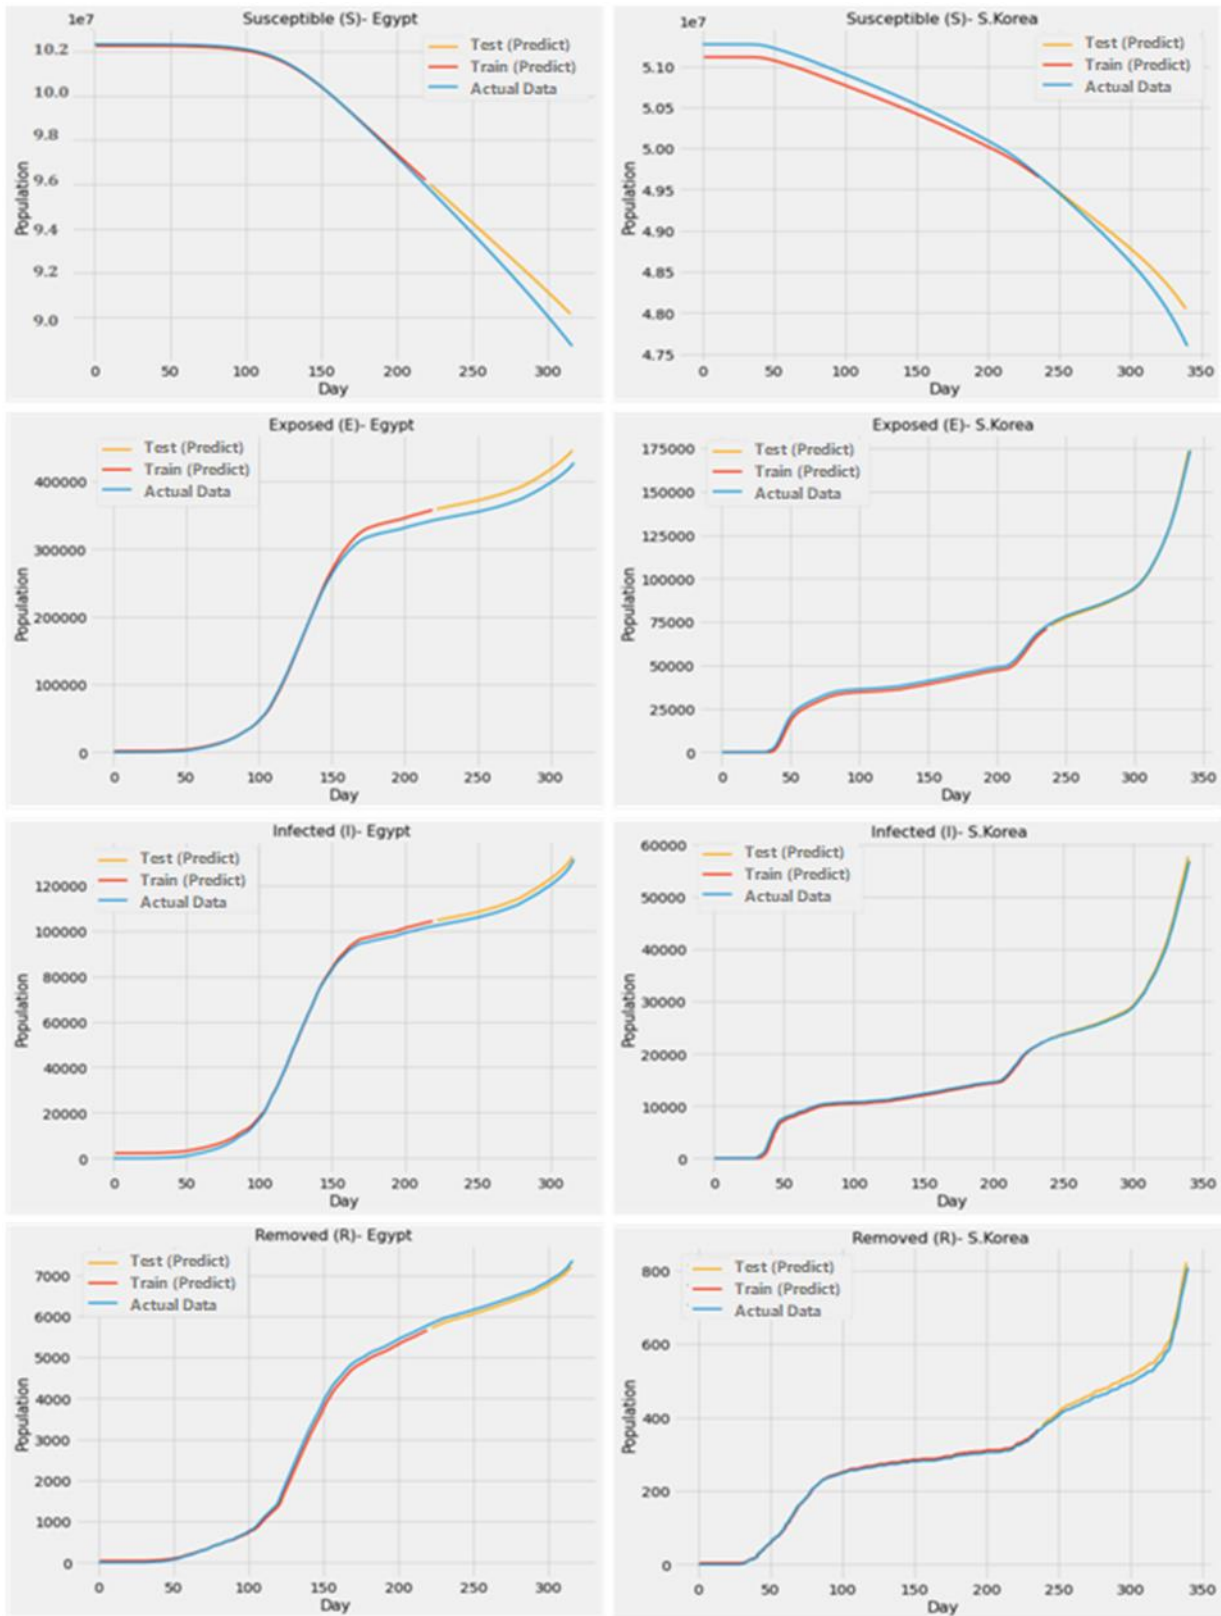 Susceptible (S)- Egypt
1e7
Test (Predict)
Train (Predict)
Actual Data
10.2
10.0
9.8
9.6
9.4
9.2
9.0
Population
0 50 100 150 200 250 300
Day
Susceptible (S)- S.Korea
1e7
Test (Predict)
Train (Predict)
Actual Data
5.10
5.05
5.00
4.95
4.90
4.85
4.80
4.75
Population
0 50 100 150 200 250 300 350
Day
Exposed (E)- Egypt
Test (Predict)
Train (Predict)
Actual Data
400000
300000
200000
100000
0
Population
0 50 100 150 200 250 300
Day
Exposed (E)- S.Korea
Test (Predict)
Train (Predict)
Actual Data
175000
150000
125000
100000
75000
50000
25000
0
Population
0 50 100 150 200 250 300 350
Day
Infected (I)- Egypt
Test (Predict)
Train (Predict)
Actual Data
120000
100000
80000
60000
40000
20000
0
Population
0 50 100 150 200 250 300
Day
Infected (I)- S.Korea
Test (Predict)
Train (Predict)
Actual Data
60000
50000
40000
30000
20000
10000
0
Population
0 50 100 150 200 250 300 350
Day
Removed (R)- Egypt
Test (Predict)
Train (Predict)
Actual Data
7000
6000
5000
4000
3000
2000
1000
0
Population
0 50 100 150 200 250 300
Day
Removed (R)- S.Korea
Test (Predict)
Train (Predict)
Actual Data
800
600
400
200
0
Population
0 50 100 150 200 250 300 350
Day